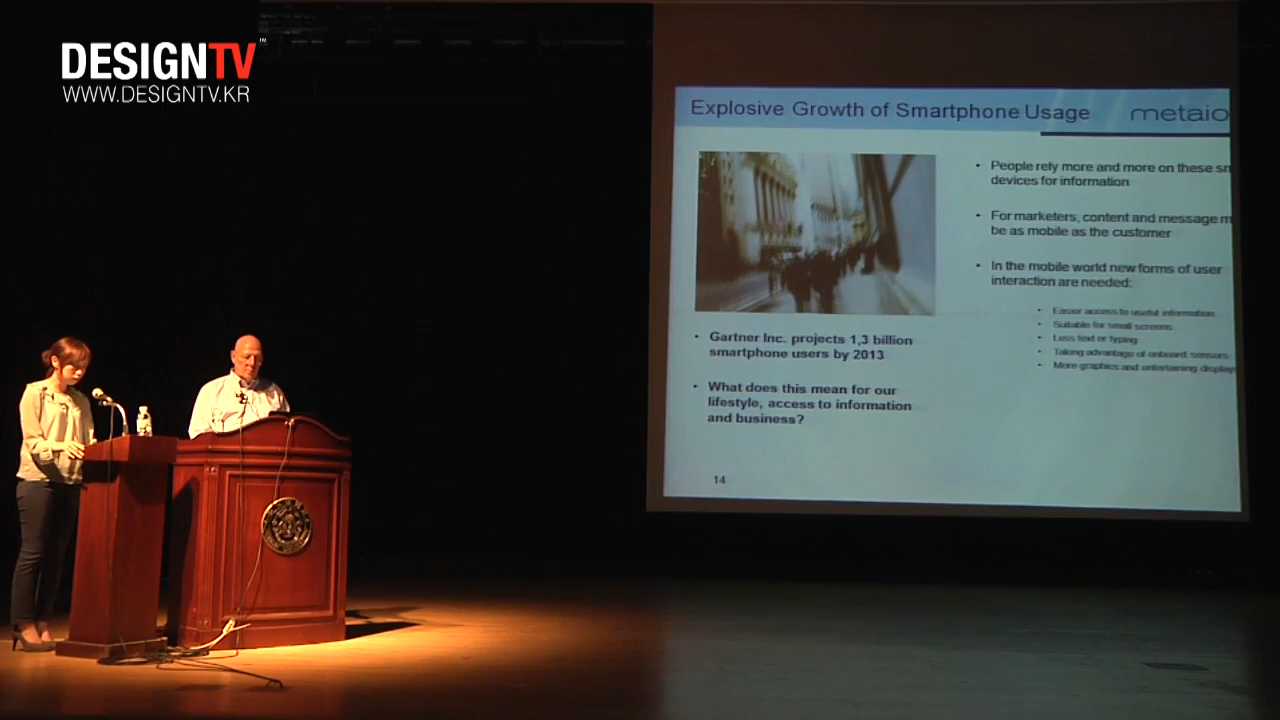 DESIGNTV™
WWW.DESIGNTV.KR
Explosive Growth of Smartphone Usage
metaio
• People rely more and more on these
devices for information
• For marketers, content and message
be as mobile as the customer
• In the mobile world new forms of user
interaction are needed:
• Easier access to useful information
• Suitable for small screens
• Less text or typing
• Taking advantage of onboard sensors
• More graphics and entertaining display
• Gartner Inc. projects 1,3 billion
smartphone users by 2013
• What does this mean for our
lifestyle, access to information
and business?
14